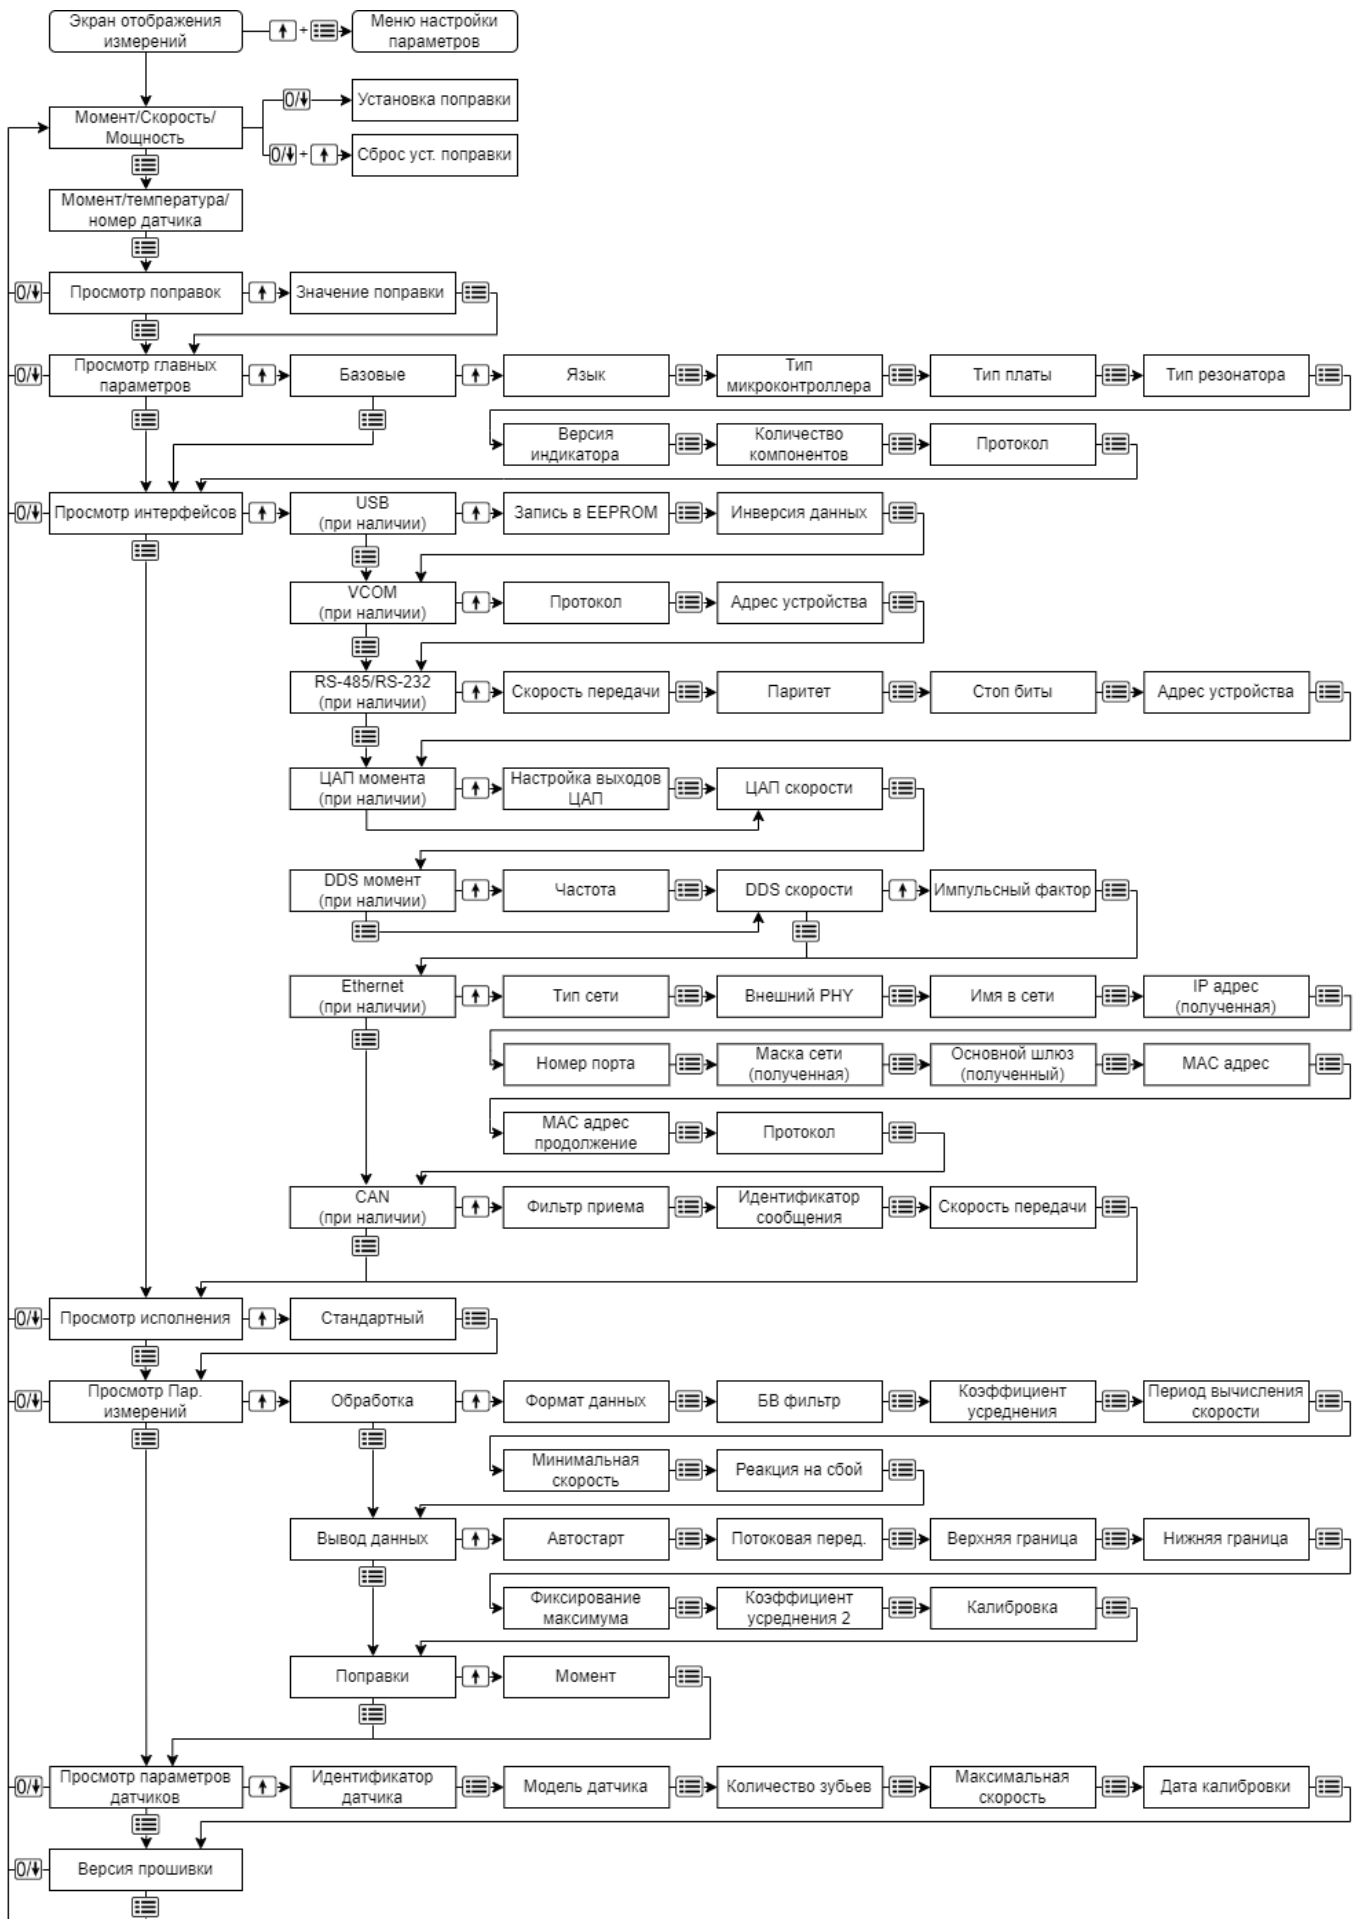 Экран отображения
измерений
+
Меню настройки
параметров
Момент/Скорость/
Мощность
0/
Установка поправки
0/
+
Сброс уст. поправки
Момент/температура/
номер датчика
0/
Просмотр поправок
Значение поправки
0/
Просмотр главных
параметров
Базовые
Язык
Тип
микроконтроллера
Тип платы
Тип резонатора
Версия
индикатора
Количество
компонентов
Протокол
0/
Просмотр интерфейсов
USB
(при наличии)
Запись в EEPROM
Инверсия данных
VCOM
(при наличии)
Протокол
Адрес устройства
RS-485/RS-232
(при наличии)
Скорость передачи
Паритет
Стоп биты
Адрес устройства
ЦАП момента
(при наличии)
Настройка выходов
ЦАП
ЦАП скорости
DDS момент
(при наличии)
Частота
DDS скорости
Импульсный фактор
Ethernet
(при наличии)
Тип сети
Внешний PHY
Имя в сети
IP адрес
(полученная)
Номер порта
Маска сети
(полученная)
Основной шлюз
(полученный)
MAC адрес
MAC адрес
продолжение
Протокол
CAN
(при наличии)
Фильтр приема
Идентификатор
сообщения
Скорость передачи
0/
Просмотр исполнения
Стандартный
0/
Просмотр Пар.
измерений
Обработка
Формат данных
БВ фильтр
Коэффициент
усреднения
Период вычисления
скорости
Минимальная
скорость
Реакция на сбой
Вывод данных
Автостарт
Потоковая перед.
Верхняя граница
Нижняя граница
Фиксирование
максимума
Коэффициент
усреднения 2
Калибровка
Поправки
Момент
0/
Просмотр параметров
датчиков
Идентификатор
датчика
Модель датчика
Количество зубьев
Максимальная
скорость
Дата калибровки
0/
Версия прошивки